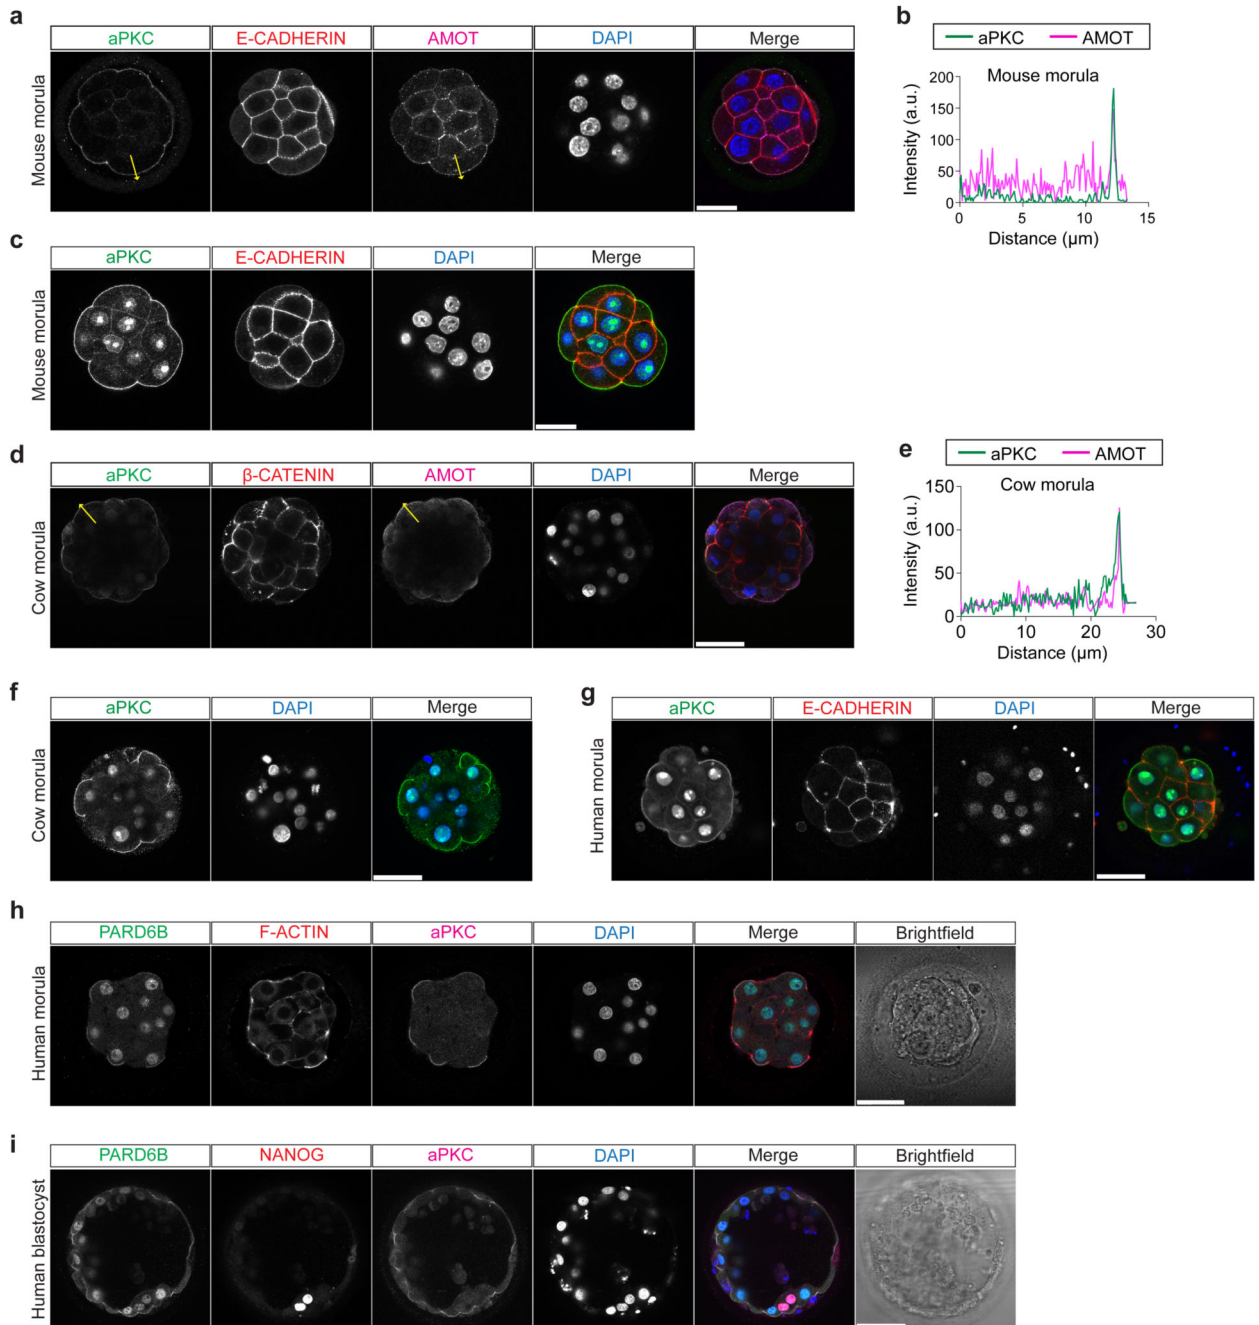 a
aPKC E-CADHERIN AMOT DAPI Merge
Mouse morula
b
aPKC AMOT
Mouse morula
Intensity (a.u.)
200
150
100
50
0
0 5 10 15
Distance (µm)
c
aPKC E-CADHERIN DAPI Merge
Mouse morula
d
aPKC β-CATENIN AMOT DAPI Merge
Cow morula
e
aPKC AMOT
Cow morula
Intensity (a.u.)
150
100
50
0
0 10 20 30
Distance (µm)
f
aPKC DAPI Merge
Cow morula
g
aPKC E-CADHERIN DAPI Merge
Human morula
h
PARD6B F-ACTIN aPKC DAPI Merge Brightfield
Human morula
i
PARD6B NANOG aPKC DAPI Merge Brightfield
Human blastocyst